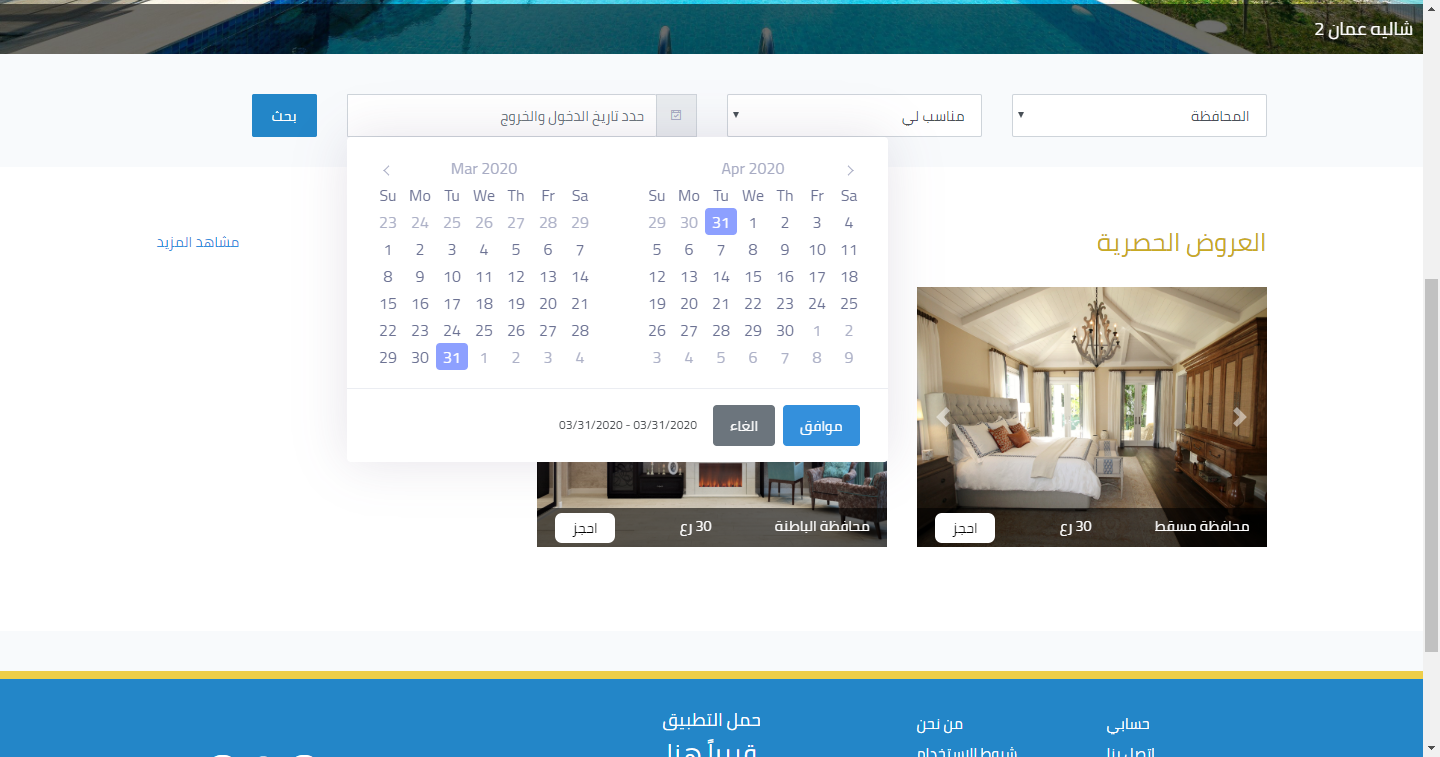 شاليه عمان 2
المحافظة
مناسب لي
حدد تاريخ الدخول والخروج
بحث
Mar 2020
Su Mo Tu We Th Fr Sa
23 24 25 26 27 28 29
1 2 3 4 5 6 7
8 9 10 11 12 13 14
15 16 17 18 19 20 21
22 23 24 25 26 27 28
29 30 31 1 2 3 4
Apr 2020
Su Mo Tu We Th Fr Sa
29 30 31 1 2 3 4
5 6 7 8 9 10 11
12 13 14 15 16 17 18
19 20 21 22 23 24 25
26 27 28 29 30 1 2
3 4 5 6 7 8 9
03/31/2020 - 03/31/2020
الغاء
موافق
العروض الحصرية
مشاهد المزيد
محافظة مسقط
30 رع
احجز
محافظة الباطنة
30 رع
احجز
حسابي
اتصل بنا
من نحن
شروط الاستخدام
حمل التطبيق
قريباً هنا